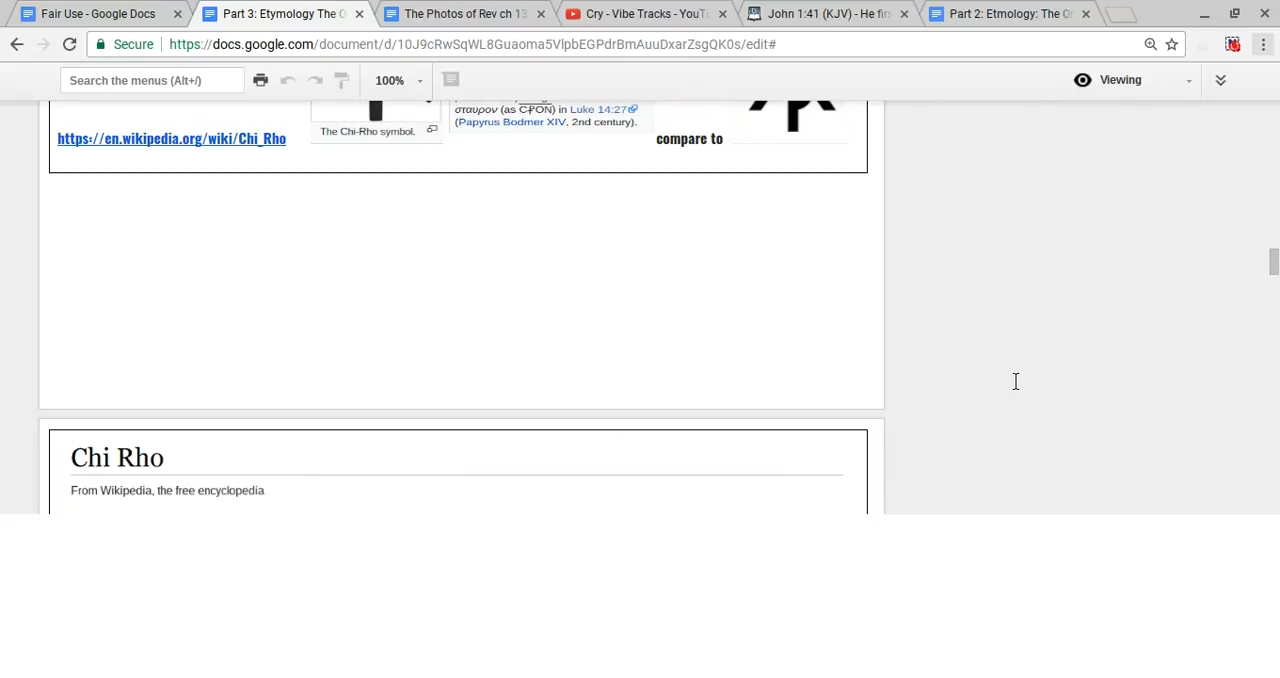 Fair Use - Google Docs
Part 3: Etymology The O
The Photos of Rev ch 13
Cry - Vibe Tracks - YouTu
John 1:41 (KJV) - He firs
Part 2: Etmology: The Or
Secure
https://docs.google.com/document/d/10J9cRwSqWL8Guaoma5VlpbEGPdrBmAuuDxarZsgQK0s/edit#
Search the menus (Alt+/)
100%
Viewing
σταυρον (as C⳨ON) in Luke 14:27
The Chi-Rho symbol.
(Papyrus Bodmer XIV, 2nd century).
https://en.wikipedia.org/wiki/Chi_Rho
compare to
Chi Rho
From Wikipedia, the free encyclopedia